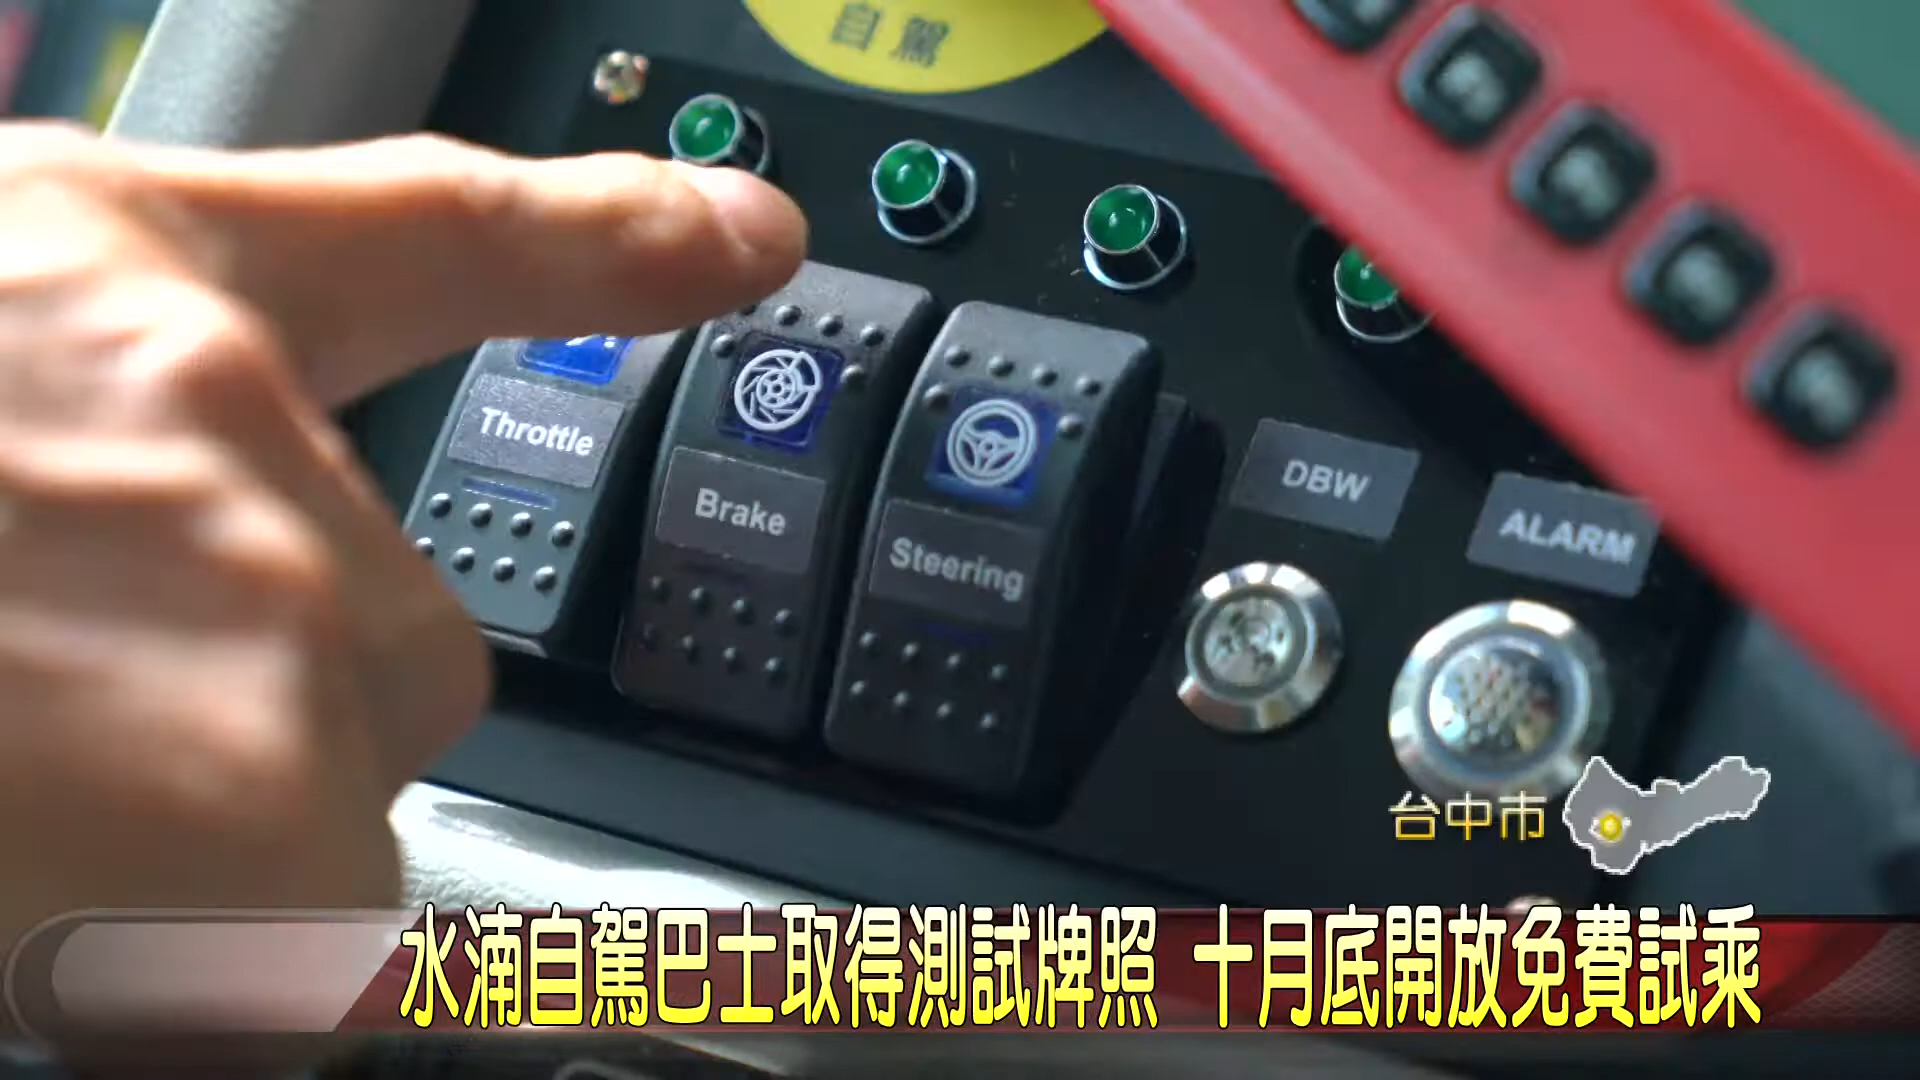 自駕
Throttle
Brake
Steering
DBW
ALARM
台中市
水湳自駕巴士取得測試牌照 十月底開放免費試乘